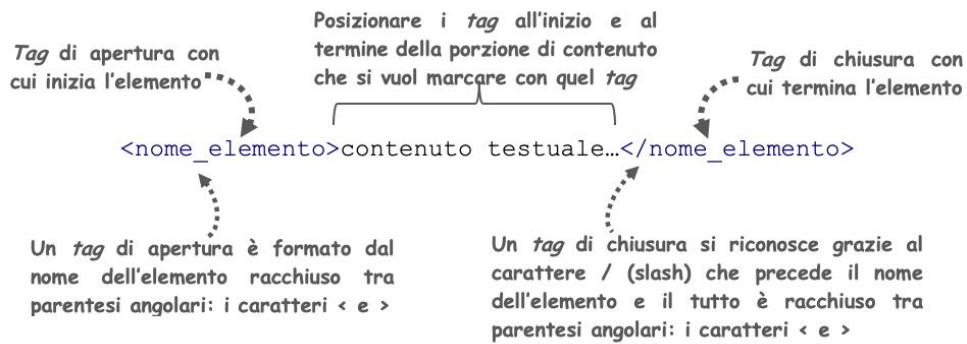 Posizionare i tag all'inizio e al
termine della porzione di contenuto
che si vuol marcare con quel tag
Tag di apertura con
cui inizia l'elemento
Tag di chiusura con
cui termina l'elemento
<nome_elemento>contenuto testuale…</nome_elemento>
Un tag di apertura è formato dal
nome dell'elemento racchiuso tra
parentesi angolari: i caratteri < e >
Un tag di chiusura si riconosce grazie al
carattere / (slash) che precede il nome
dell'elemento e il tutto è racchiuso tra
parentesi angolari: i caratteri < e >